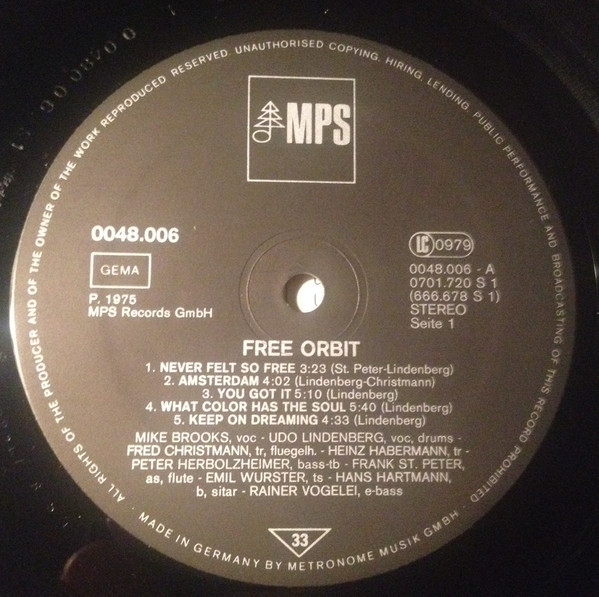 ALL RIGHTS OF THE PRODUCER AND OF THE OWNER OF THE WORK REPRODUCED RESERVED. UNAUTHORISED COPYING, HIRING, LENDING, PUBLIC PERFORMANCE AND BROADCASTING OF THIS RECORD PROHIBITED
MPS
0048.006
GEMA
P. 1975
MPS Records GmbH
LC 0979
0048.006 - A
0701.720 S 1
(666.678 S 1)
STEREO
Seite 1
FREE ORBIT
1. NEVER FELT SO FREE 3:23 (St. Peter-Lindenberg)
2. AMSTERDAM 4:02 (Lindenberg-Christmann)
3. YOU GOT IT 5:10 (Lindenberg)
4. WHAT COLOR HAS THE SOUL 5:40 (Lindenberg)
5. KEEP ON DREAMING 4:33 (Lindenberg)
MIKE BROOKS, voc - UDO LINDENBERG, voc, drums -
FRED CHRISTMANN, tr, fluegelh. - HEINZ HABERMANN, tr -
PETER HERBOLZHEIMER, bass-tb - FRANK ST. PETER,
as, flute - EMIL WURSTER, ts - HANS HARTMANN,
b, sitar - RAINER VOGELEI, e-bass
33
· MADE IN GERMANY BY METRONOME MUSIK GMBH ·